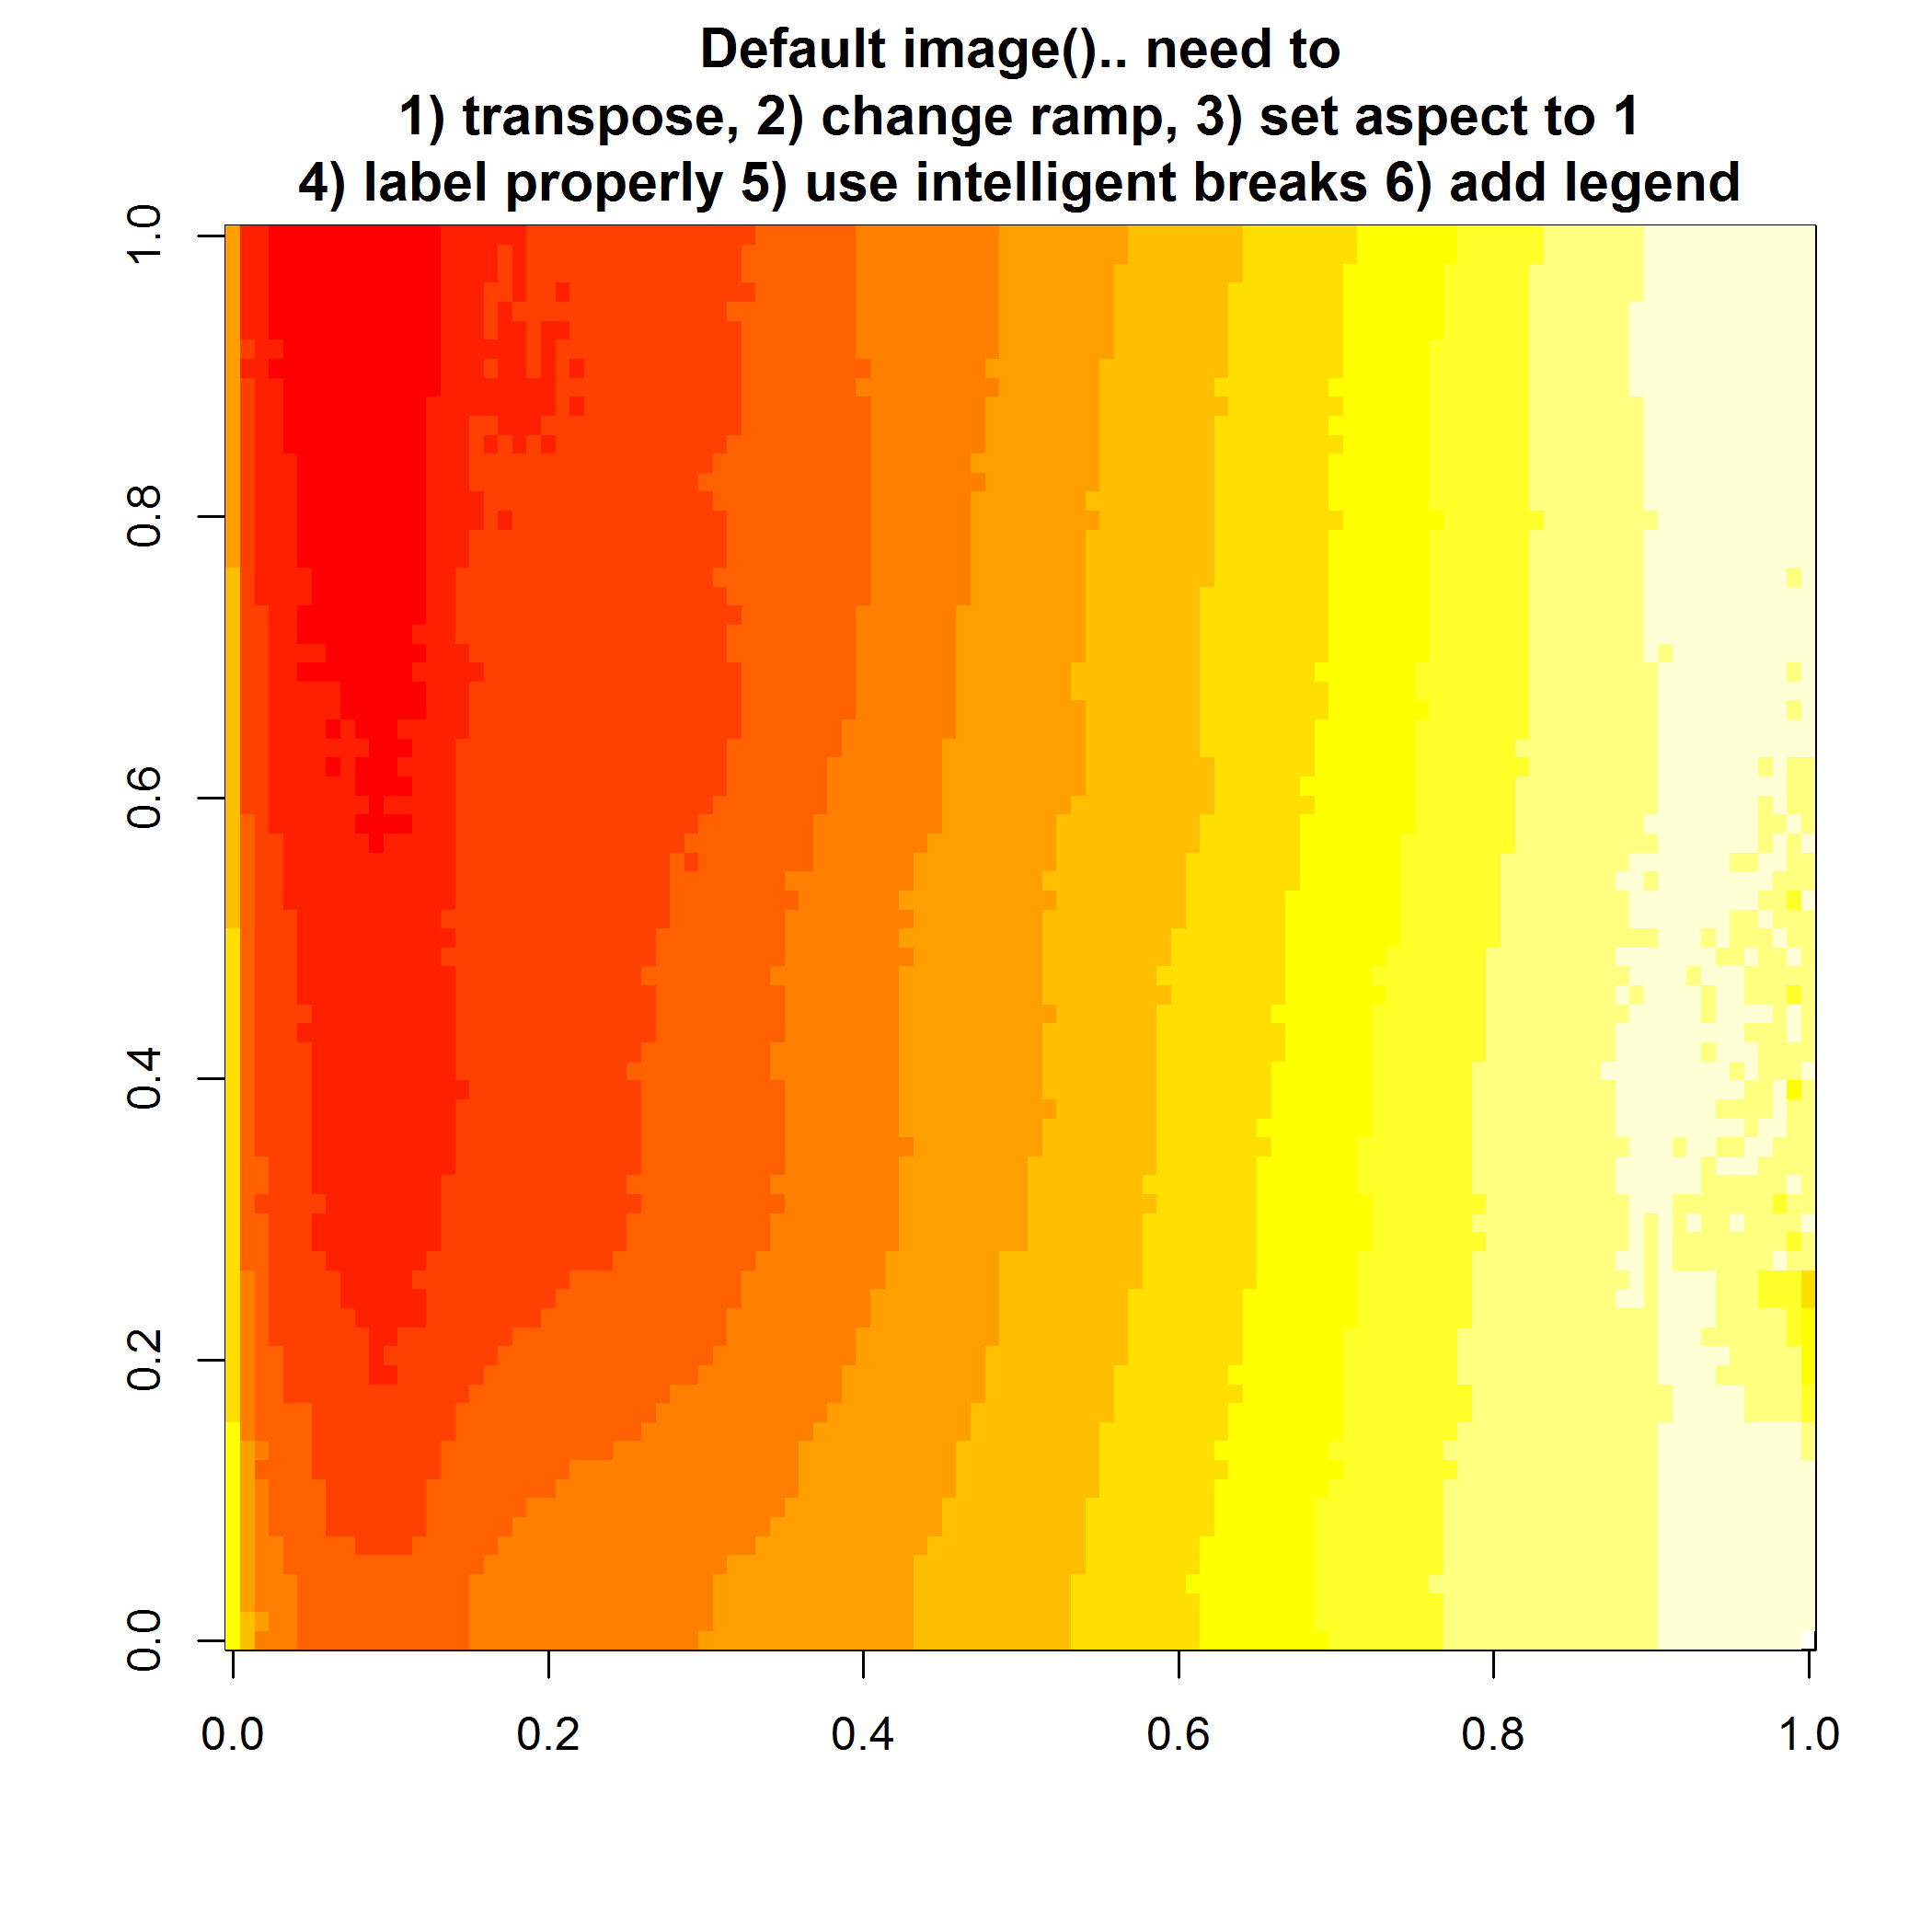 Default image().. need to
1) transpose, 2) change ramp, 3) set aspect to 1
4) label properly 5) use intelligent breaks 6) add legend
1.0
0.8
0.6
0.4
0.2
0.0
0.0 0.2 0.4 0.6 0.8 1.0